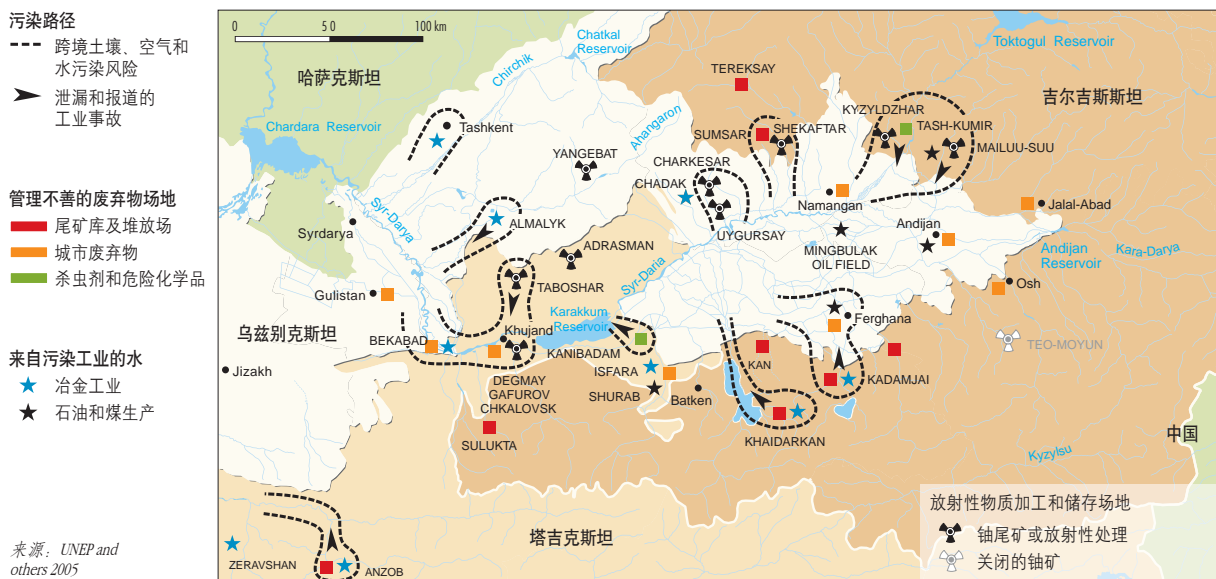 污染路径
跨境土壤、空气和
水污染风险
泄漏和报道的
工业事故
管理不善的废弃物场地
尾矿库及堆放场
城市废弃物
杀虫剂和危险化学品
来自污染工业的水
冶金工业
石油和煤生产
来源：UNEP and
others 2005
0 50 100 km
哈萨克斯坦
Chatkal
Reservoir
Chirchik
Toktogul Reservoir
吉尔吉斯斯坦
TEREKSAY
KYZYLDZHAR
TASH-KUMIR
MAILUU-SUU
SUMSAR
SHEKAFTAR
Chardara Reservoir
Tashkent
Ahangaron
YANGEBAT
CHARKESAR
CHADAK
Namangan
Jalal-Abad
Syr-Darya
Syrdarya
ALMALYK
UYGURSAY
MINGBULAK
OIL FIELD
Andijan
Andijan
Reservoir
Kara-Darya
ADRASMAN
TABOSHAR
Syr-Daria
Osh
Gulistan
Karakkum
Reservoir
Ferghana
乌兹别克斯坦
BEKABAD
Khujand
KANIBADAM
TEO-MOYUN
Jizakh
DEGMAY
GAFUROV
CHKALOVSK
ISFARA
SHURAB
Batken
KAN
KADAMJAI
SULUKTA
KHAIDARKAN
中国
Kyzylsu
塔吉克斯坦
ZERAVSHAN
ANZOB
放射性物质加工和储存场地
铀尾矿或放射性处理
关闭的铀矿